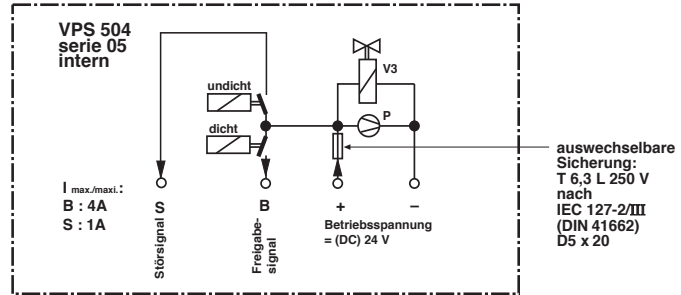 VPS 504
serie 05
intern
undicht
dicht
V3
P
I max./maxi.:
B : 4A
S : 1A
S
B
+
–
Störsignal
Freigabe-
signal
Betriebsspannung
= (DC) 24 V
auswechselbare
Sicherung:
T 6,3 L 250 V
nach
IEC 127-2/III
(DIN 41662)
D5 x 20